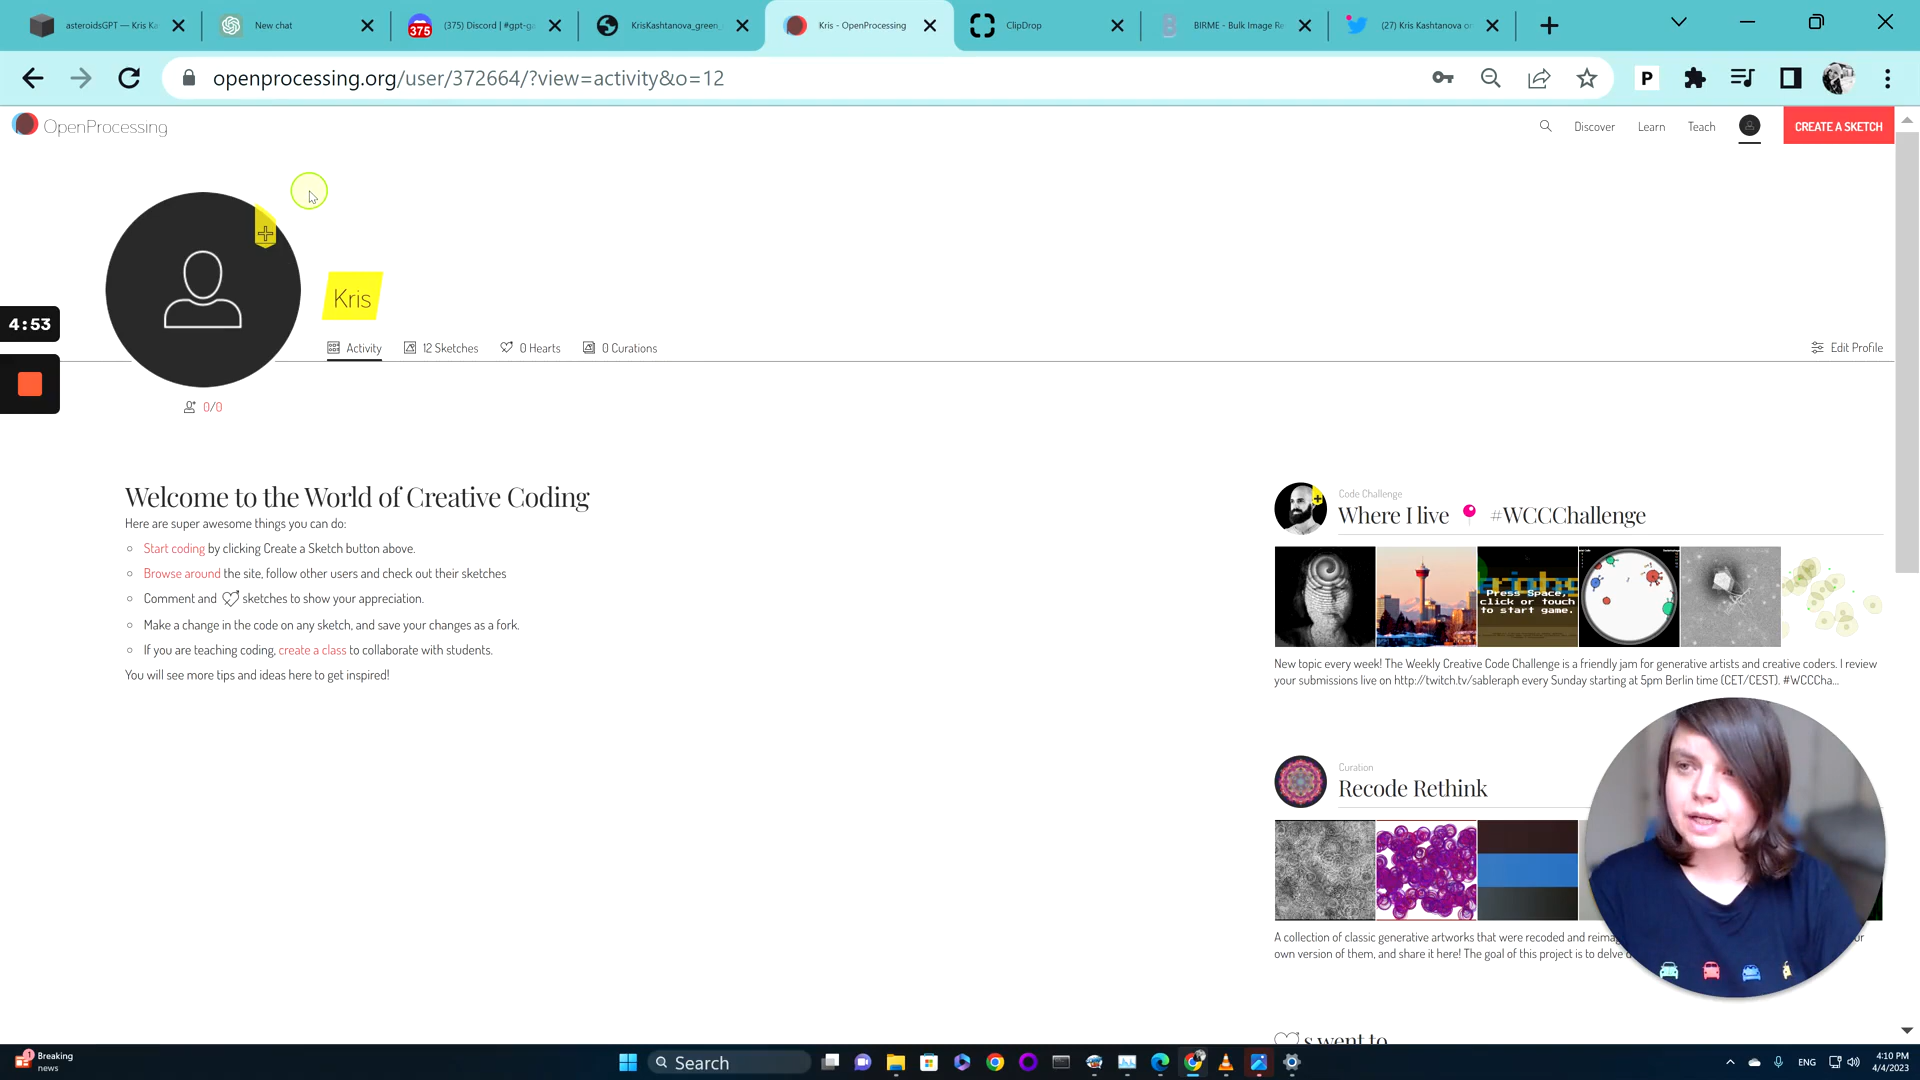 asteroidsGPT — Kris Ka
New chat
(375) Discord | #gpt-ga
KrisKashtanova_green_
Kris - OpenProcessing
ClipDrop
BIRME - Bulk Image Re
(27) Kris Kashtanova on
openprocessing.org/user/372664/?view=activity&o=12
P
OpenProcessing
Discover
Learn
Teach
CREATE A SKETCH
Kris
4:53
Activity
12 Sketches
0 Hearts
0 Curations
Edit Profile
0/0
Welcome to the World of Creative Coding
Here are super awesome things you can do:
Start coding by clicking Create a Sketch button above.
Browse around the site, follow other users and check out their sketches
Comment and sketches to show your appreciation.
Make a change in the code on any sketch, and save your changes as a fork.
If you are teaching coding, create a class to collaborate with students.
You will see more tips and ideas here to get inspired!
Code Challenge
Where I live #WCCChallenge
Press Space,
click or touch
to start game.
New topic every week! The Weekly Creative Code Challenge is a friendly jam for generative artists and creative coders. I review
your submissions live on http://twitch.tv/sableraph every Sunday starting at 5pm Berlin time (CET/CEST). #WCCCha...
Curation
Recode Rethink
A collection of classic generative artworks that were recoded and reimag
own version of them, and share it here! The goal of this project is to delve d
s went to
1
Breaking
news
Search
ENG
4:10 PM
4/4/2023